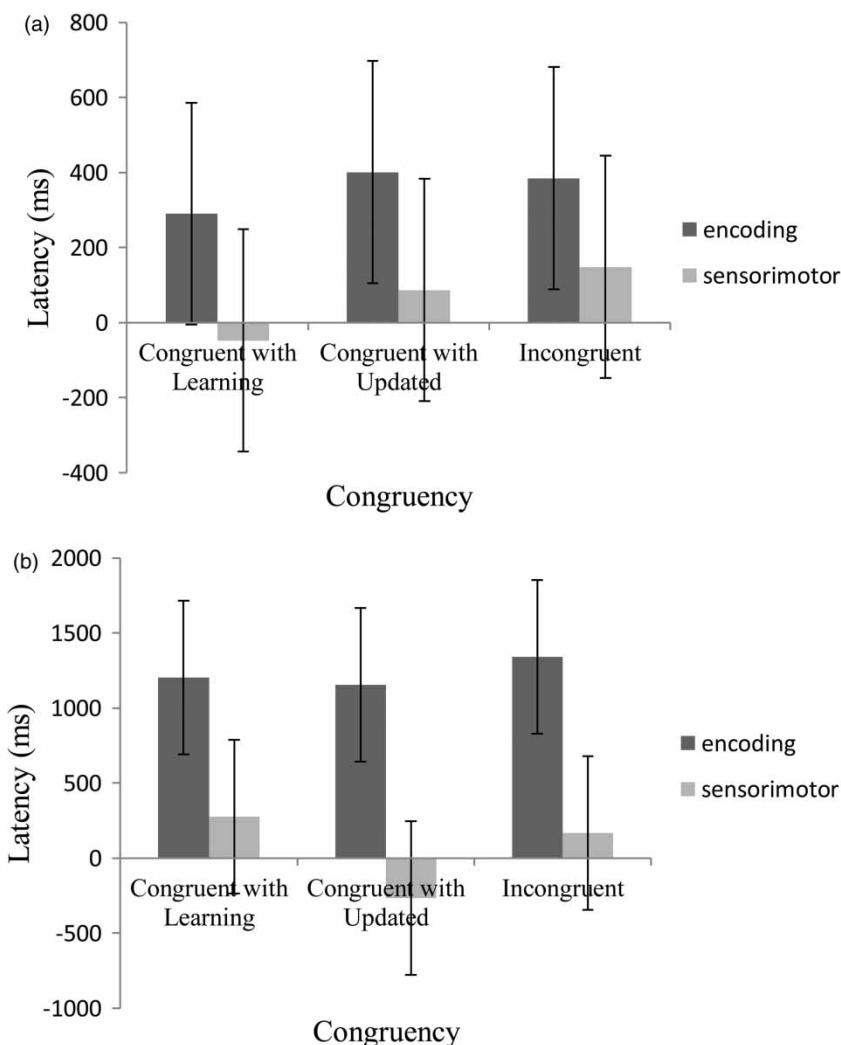 (a)
800
600
400
200
0
-200
-400
Latency (ms)
Congruent with Learning
Congruent with Updated
Incongruent
Congruency
encoding
sensorimotor
(b)
2000
1500
1000
500
0
-500
-1000
Latency (ms)
Congruent with Learning
Congruent with Updated
Incongruent
Congruency
encoding
sensorimotor